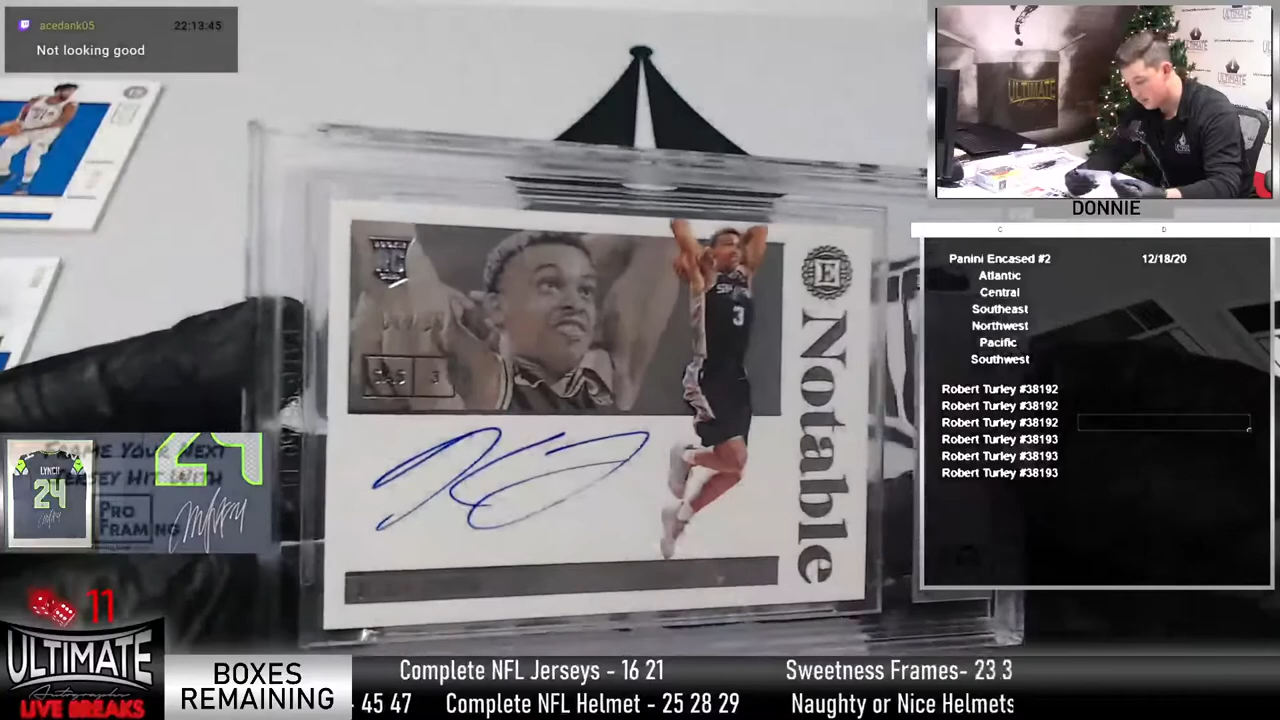 acedank05
22:13:45
Not looking good
ULTIMATE
DONNIE
C D
Panini Encased #2 12/18/20
Atlantic
Central
Southeast
Northwest
Pacific
Southwest
Robert Turley #38192
Robert Turley #38192
Robert Turley #38192
Robert Turley #38193
Robert Turley #38193
Robert Turley #38193
E
Notable
3
FRAME YOUR NEXT
JERSEY HIT WITH
PRO
FRAMING
LYNCH
24
11
ULTIMATE
Autographs
LIVE BREAKS
BOXES
REMAINING
Complete NFL Jerseys - 16 21
Sweetness Frames- 23 3
- 45 47
Complete NFL Helmet - 25 28 29
Naughty or Nice Helmets